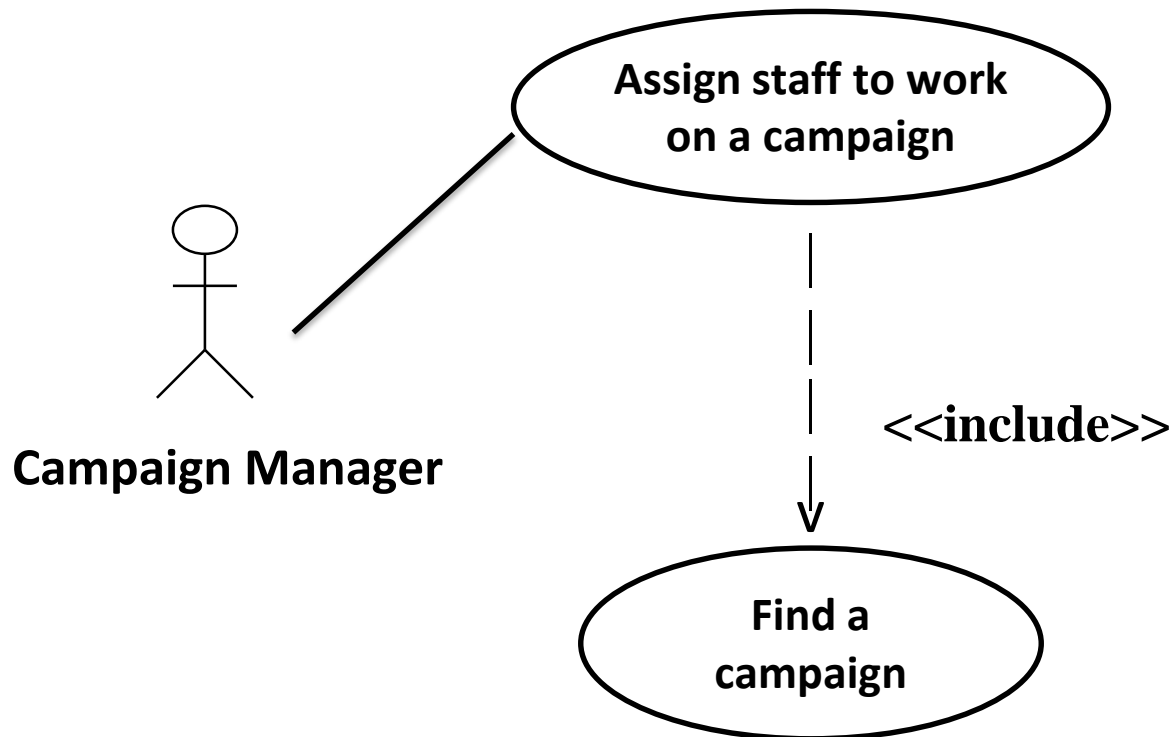 Assign staff to work
on a campaign
Campaign Manager
<<include>>
Find a
campaign